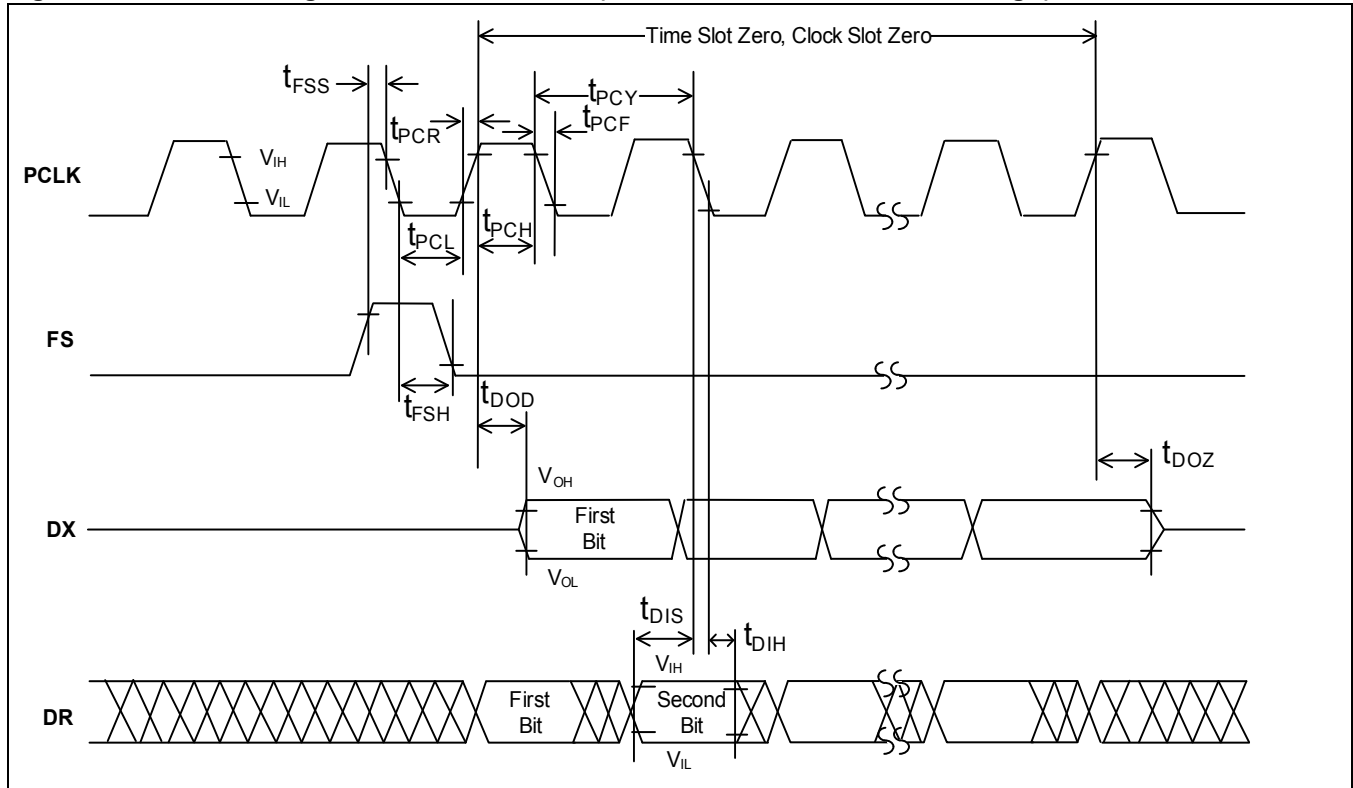 Time Slot Zero, Clock Slot Zero
tFSS
tPCY
tPCR
tPCF
PCLK
VIH
VIL
tPCL
tPCH
FS
tFSH
tDOD
tDOZ
VOH
DX
First
Bit
VOL
tDIS
tDIH
VIH
DR
First
Bit
Second
Bit
VIL